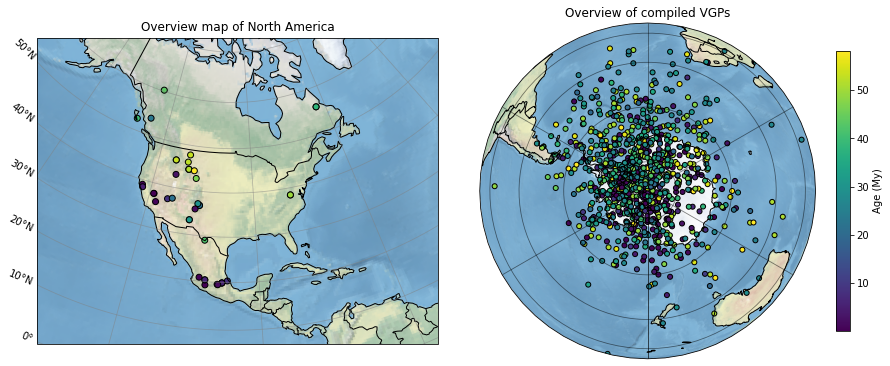 Overview map of North America
50°N
40°N
30°N
20°N
10°N
0°
Overview of compiled VGPs
50
40
30
20
10
Age (My)